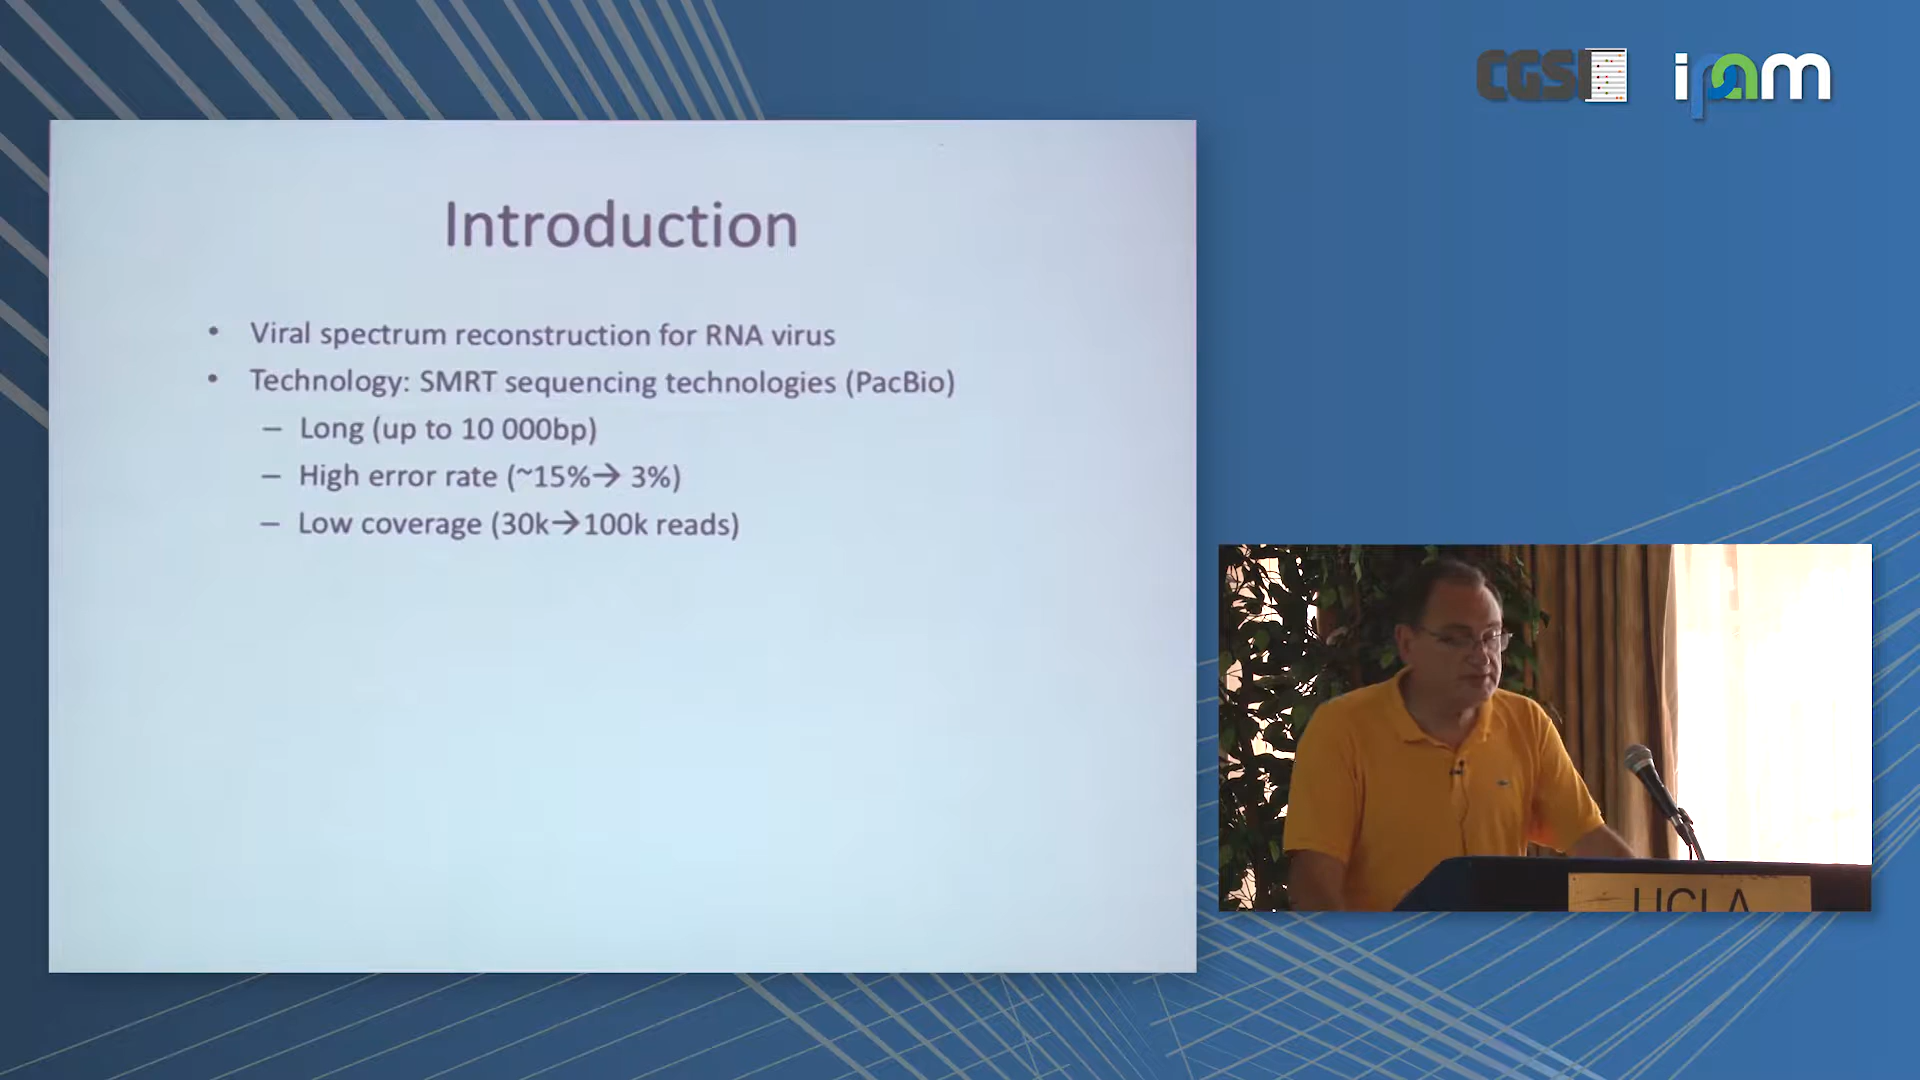 CGSI
ipam
Introduction
• Viral spectrum reconstruction for RNA virus
• Technology: SMRT sequencing technologies (PacBio)
– Long (up to 10 000bp)
– High error rate (~15%→ 3%)
– Low coverage (30k→100k reads)
UCLA